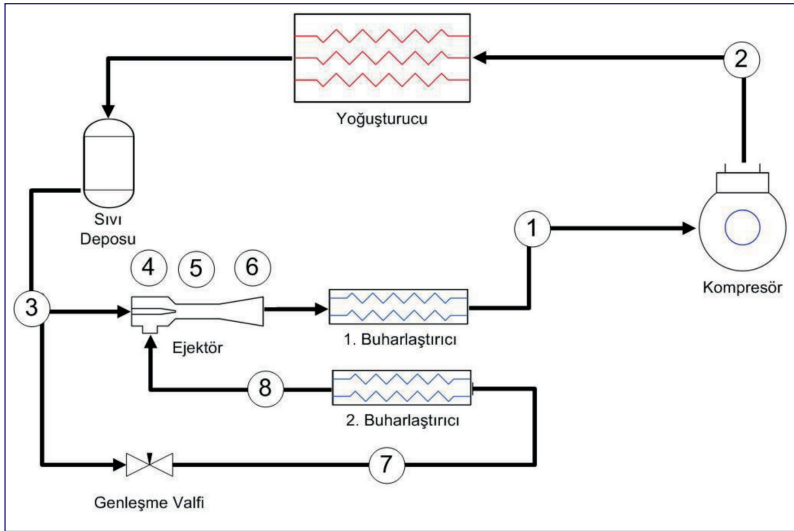 2
Yoğuşturucu
Sıvı
Deposu
1
Kompresör
4
5
6
3
Ejektör
1. Buharlaştırıcı
8
2. Buharlaştırıcı
7
Genleşme Valfi